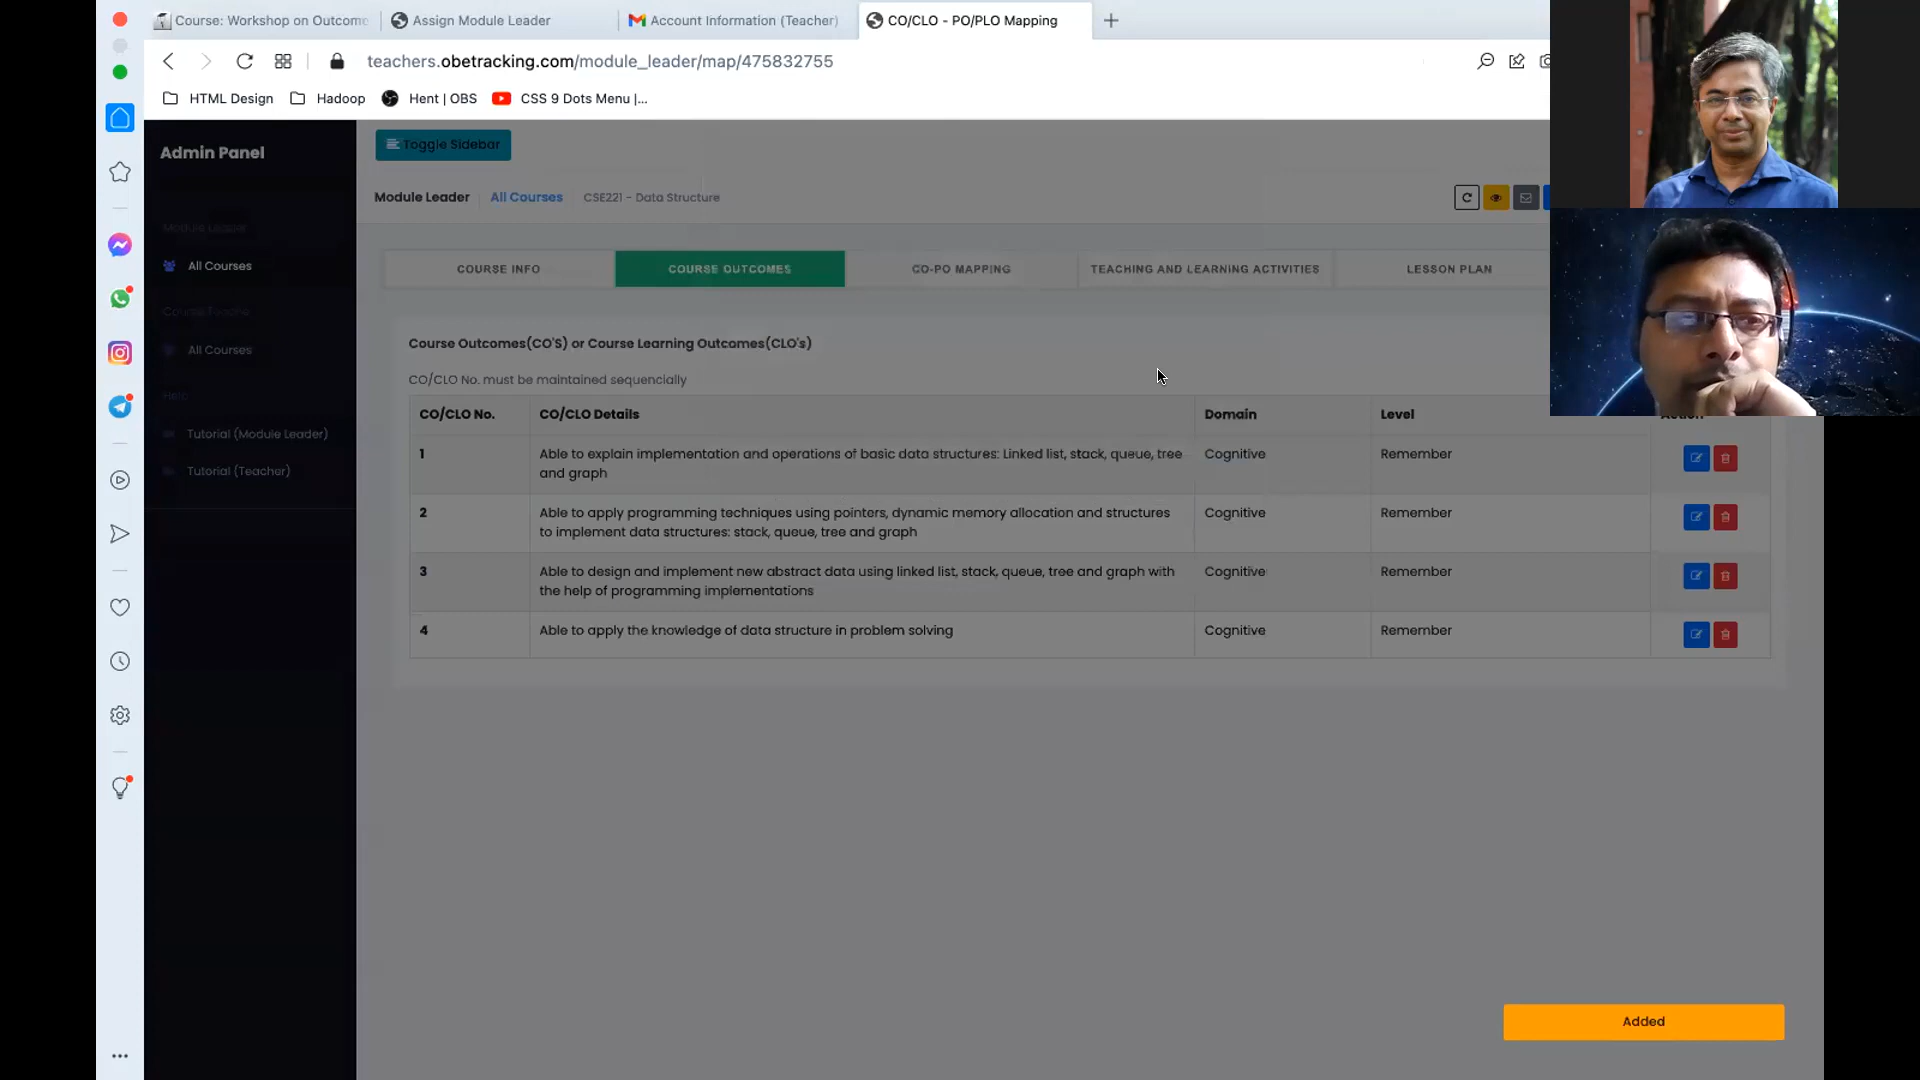 Course: Workshop on Outcome
Assign Module Leader
Account Information (Teacher)
CO/CLO - PO/PLO Mapping
teachers.obetracking.com/module_leader/map/475832755
HTML Design
Hadoop
Hent | OBS
CSS 9 Dots Menu |...
Admin Panel
Toggle Sidebar
Module Leader
All Courses
CSE221 - Data Structure
Module Leader
All Courses
All Courses
Help
Tutorial (Module Leader)
Tutorial (Teacher)
COURSE INFO
COURSE OUTCOMES
CO-PO MAPPING
TEACHING AND LEARNING ACTIVITIES
LESSON PLAN
Course Outcomes(CO'S) or Course Learning Outcomes(CLO's)
CO/CLO No. must be maintained sequencially
CO/CLO No. CO/CLO Details Domain Level Action
1 Able to explain implementation and operations of basic data structures: Linked list, stack, queue, tree Cognitive Remember
and graph
2 Able to apply programming techniques using pointers, dynamic memory allocation and structures Cognitive Remember
to implement data structures: stack, queue, tree and graph
3 Able to design and implement new abstract data using linked list, stack, queue, tree and graph with Cognitive Remember
the help of programming implementations
4 Able to apply the knowledge of data structure in problem solving Cognitive Remember
Added